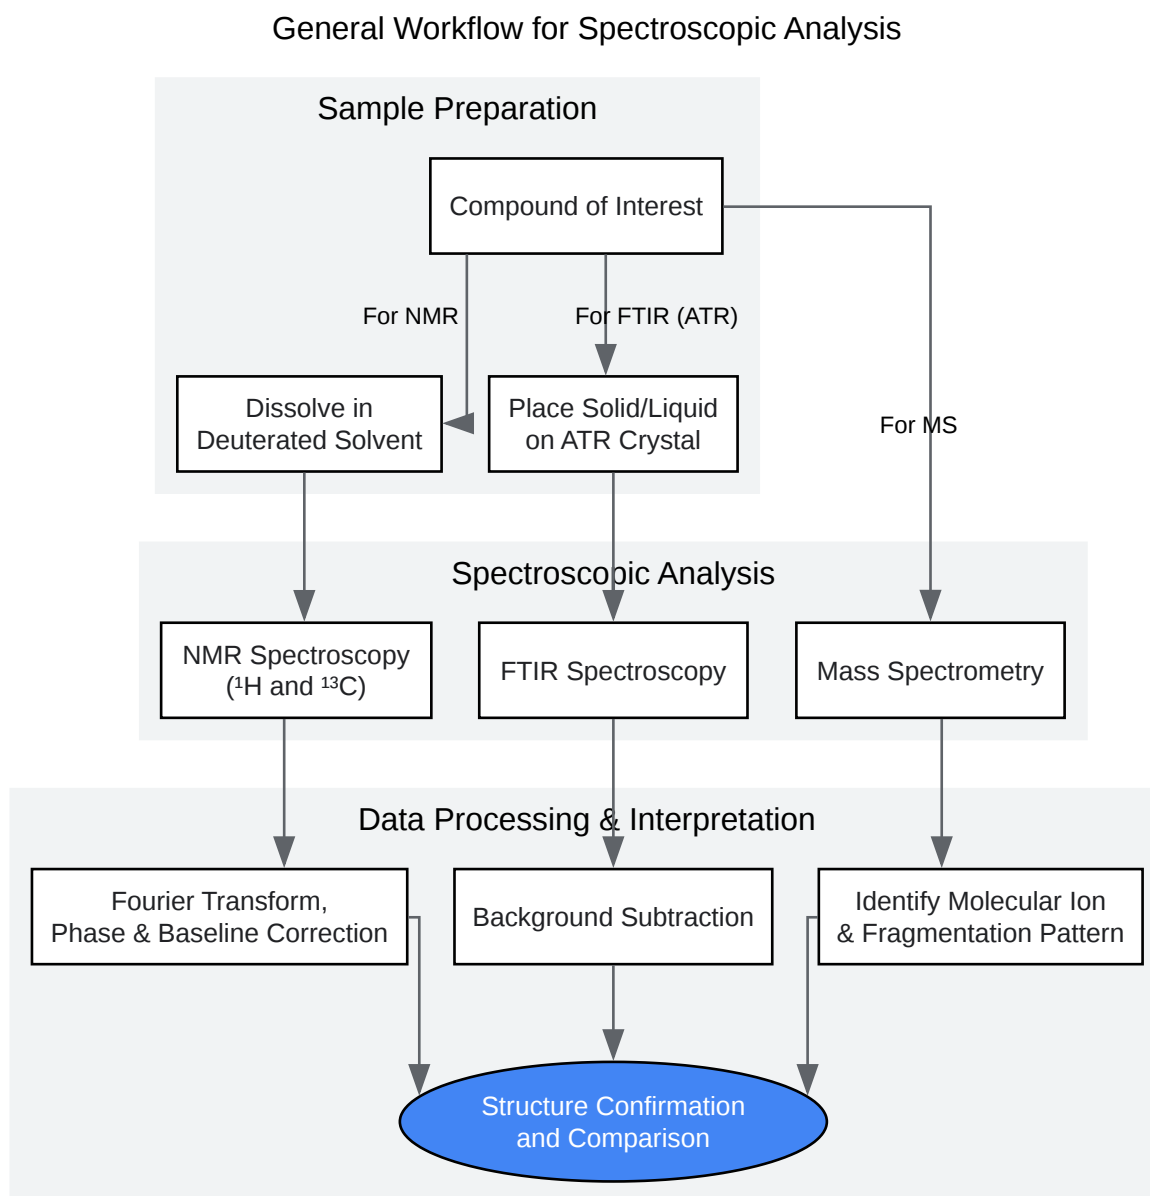 General Workflow for Spectroscopic Analysis
Sample Preparation
Compound of Interest
For NMR
For FTIR (ATR)
Dissolve in
Deuterated Solvent
Place Solid/Liquid
on ATR Crystal
For MS
Spectroscopic Analysis
NMR Spectroscopy
(¹H and ¹³C)
FTIR Spectroscopy
Mass Spectrometry
Data Processing & Interpretation
Fourier Transform,
Phase & Baseline Correction
Background Subtraction
Identify Molecular Ion
& Fragmentation Pattern
Structure Confirmation
and Comparison